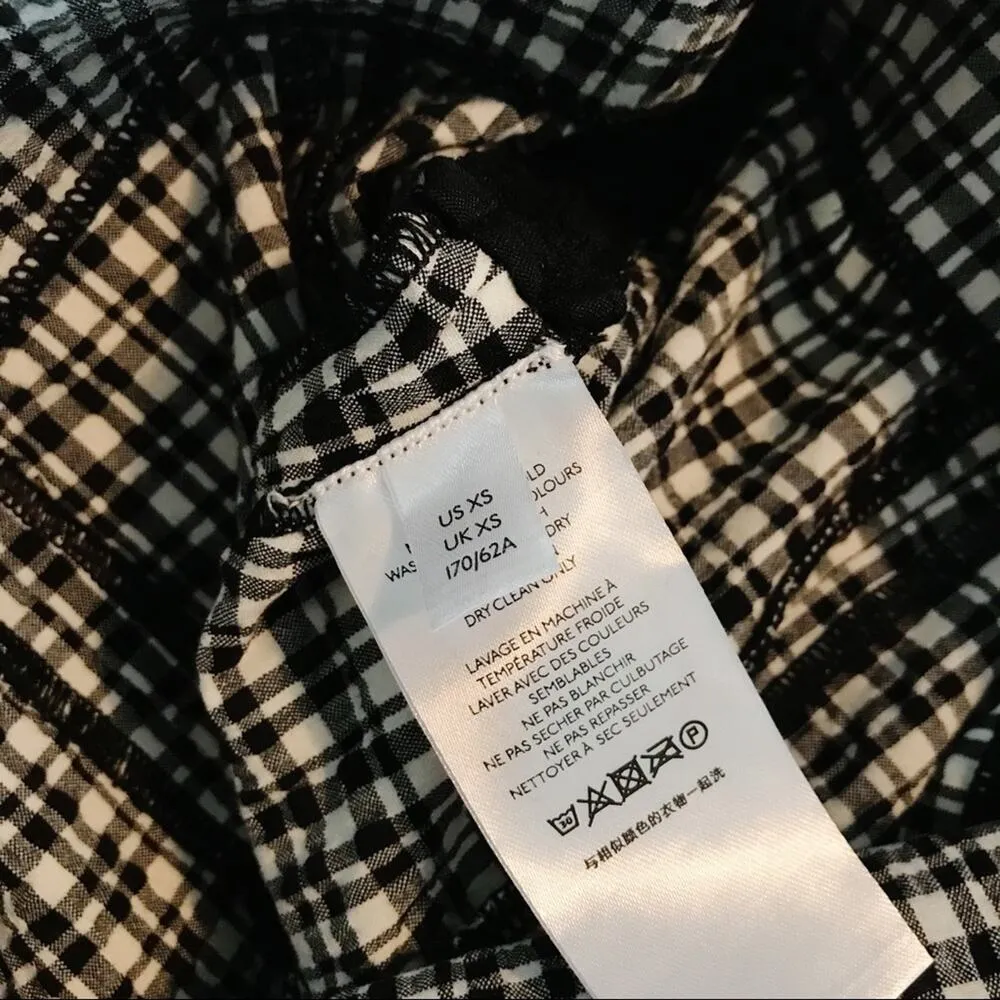 US XS
UK XS
170/62A
LD
OLOURS
H
WAS
DRY
DRY CLEAN ONLY
LAVAGE EN MACHINE À
TEMPÉRATURE FROIDE
LAVER AVEC DES COULEURS
SEMBLABLES
NE PAS BLANCHIR
NE PAS SÉCHER PAR CULBUTAGE
NE PAS REPASSER
NETTOYER À SEC SEULEMENT
30
P
与相似颜色的衣物一起洗